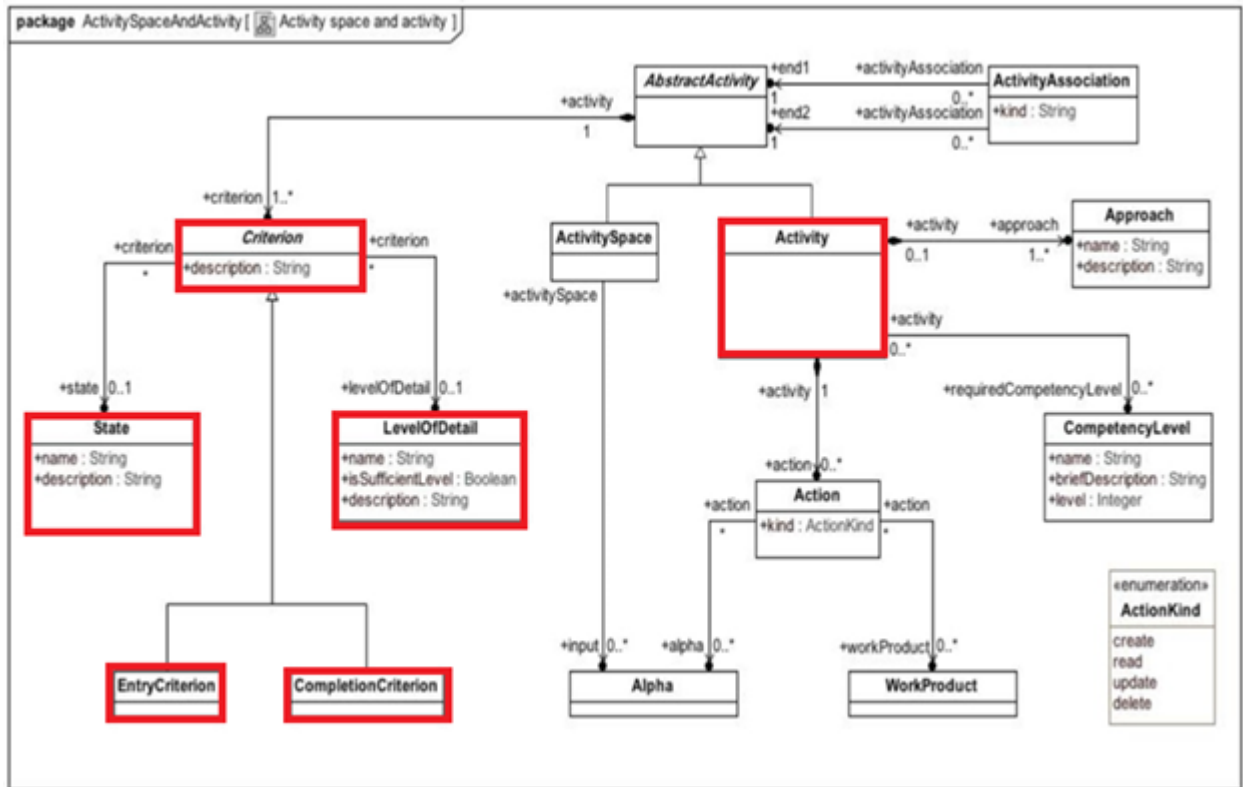 package ActivitySpaceAndActivity [ Activity space and activity ]
AbstractActivity
+end1
1
+activityAssociation
0..*
+end2
1
+activityAssociation
0..*
ActivityAssociation
+kind : String
+activity
1
+criterion 1..*
+criterion
*
Criterion
+description : String
+criterion
*
ActivitySpace
+activitySpace
Activity
+activity
0..1
+approach
1..*
Approach
+name : String
+description : String
+activity
0..*
+requiredCompetencyLevel 0..*
+state 0..1
+levelOfDetail 0..1
State
+name : String
+description : String
LevelOfDetail
+name : String
+isSufficientLevel : Boolean
+description : String
+activity 1
+action 0..*
CompetencyLevel
+name : String
+briefDescription : String
+level : Integer
+action
*
Action
+kind : ActionKind
+action
*
«enumeration»
ActionKind
create
read
update
delete
+input 0..*
+alpha 0..*
+workProduct 0..*
EntryCriterion
CompletionCriterion
Alpha
WorkProduct